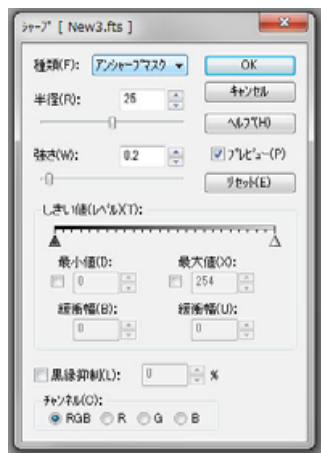 シャープ [ New3.fts ]
種類(F): アンシャープマスク OK
半径(R): 26 キャンセル
ヘルプ(H)
強さ(W): 0.2 プレビュー(P)
リセット(E)
しきい値(レベル)(T):
最小値(I): 最大値(X):
0 254
緩衝幅(B): 緩衝幅(U):
0 0
黒縁抑制(L): 0 %
チャンネル(C):
RGB R G B